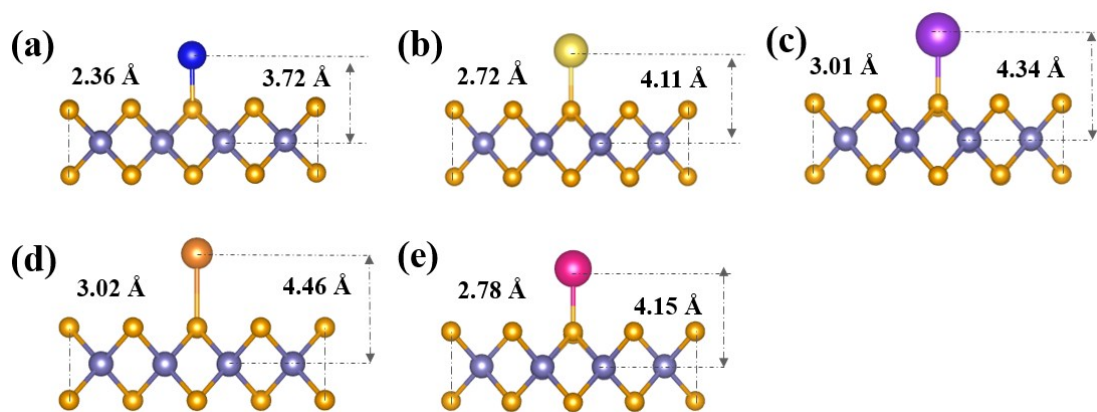 (a)
2.36 Å
3.72 Å
(b)
2.72 Å
4.11 Å
(c)
3.01 Å
4.34 Å
(d)
3.02 Å
4.46 Å
(e)
2.78 Å
4.15 Å